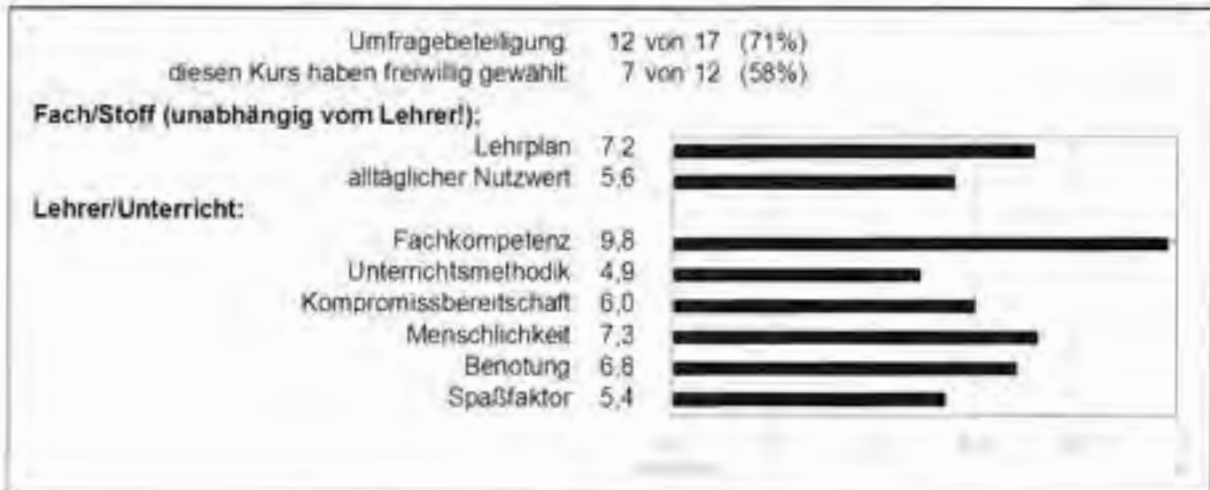 Umfragebeteiligung: 12 von 17 (71%)
diesen Kurs haben freiwillig gewählt: 7 von 12 (58%)
Fach/Stoff (unabhängig vom Lehrer!):
Lehrplan 7,2
alltäglicher Nutzwert 5,6
Lehrer/Unterricht:
Fachkompetenz 9,8
Unterrichtsmethodik 4,9
Kompromissbereitschaft 6,0
Menschlichkeit 7,3
Benotung 6,8
Spaßfaktor 5,4